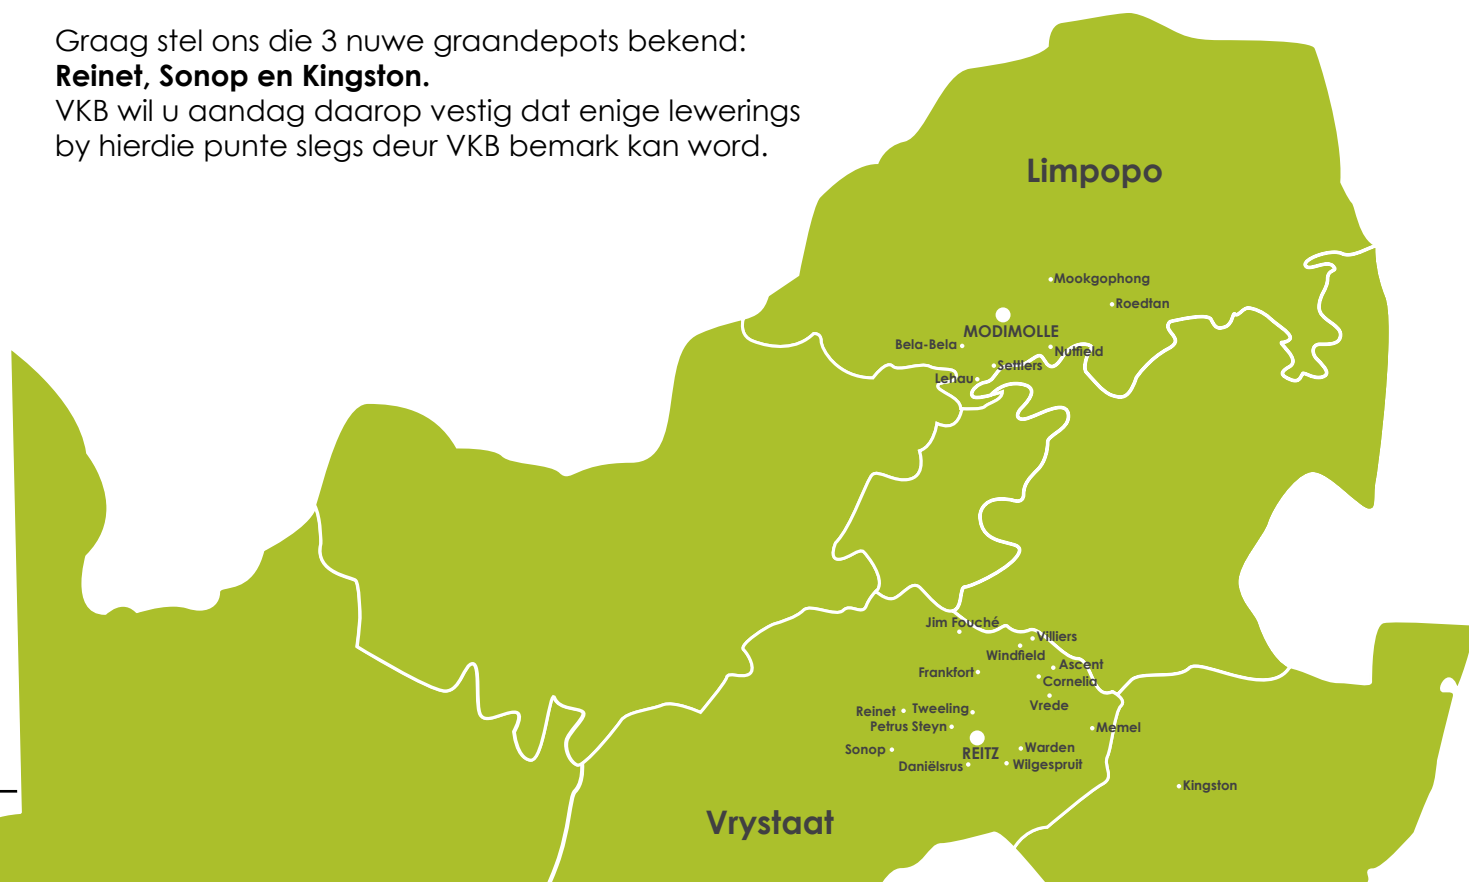 Graag stel ons die 3 nuwe graandepots bekend:
Reinet, Sonop en Kingston.
VKB wil u aandag daarop vestig dat enige lewerings
by hierdie punte slegs deur VKB bemark kan word.
Limpopo
Mookgophong
Roedtan
MODIMOLLE
Bela-Bela
Nutfield
Settlers
Lehau
Jim Fouché
Villiers
Windfield
Ascent
Frankfort
Cornelia
Vrede
Reinet
Tweeling
Petrus Steyn
Memel
Sonop
REITZ
Warden
Daniëlsrus
Wilgespruit
Kingston
Vrystaat